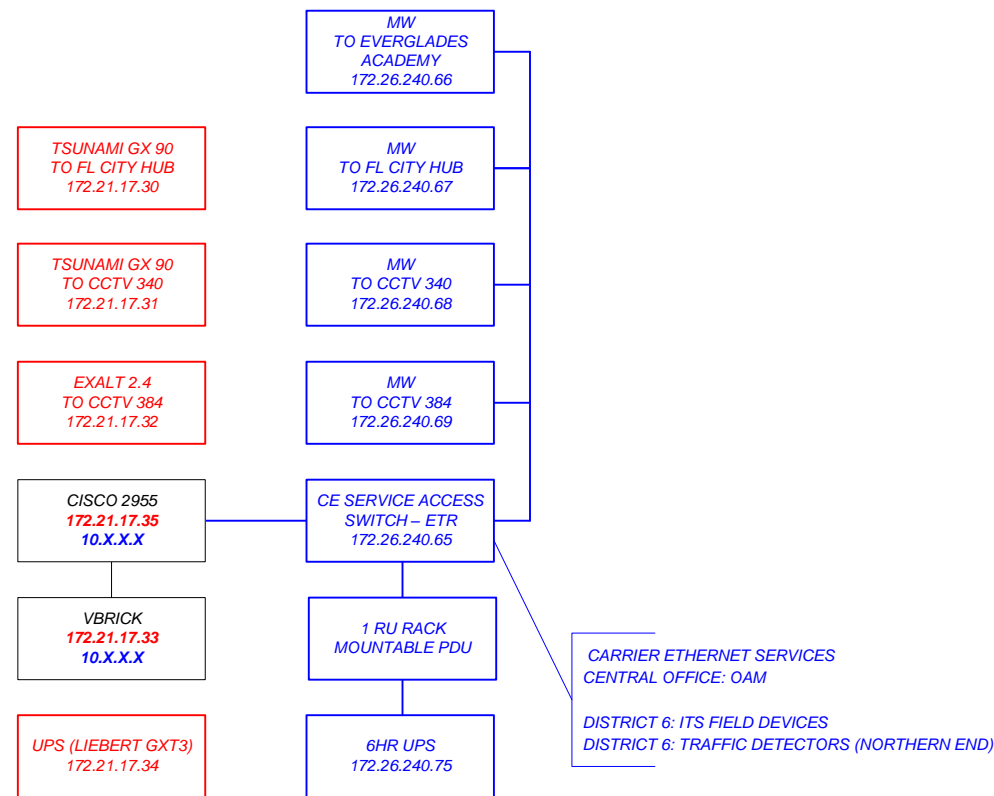 MW
TO EVERGLADES
ACADEMY
172.26.240.66
TSUNAMI GX 90
TO FL CITY HUB
172.21.17.30
MW
TO FL CITY HUB
172.26.240.67
TSUNAMI GX 90
TO CCTV 340
172.21.17.31
MW
TO CCTV 340
172.26.240.68
EXALT 2.4
TO CCTV 384
172.21.17.32
MW
TO CCTV 384
172.26.240.69
CISCO 2955
172.21.17.35
10.X.X.X
CE SERVICE ACCESS
SWITCH – ETR
172.26.240.65
VBRICK
172.21.17.33
10.X.X.X
1 RU RACK
MOUNTABLE PDU
CARRIER ETHERNET SERVICES
CENTRAL OFFICE: OAM
DISTRICT 6: ITS FIELD DEVICES
DISTRICT 6: TRAFFIC DETECTORS (NORTHERN END)
UPS (LIEBERT GXT3)
172.21.17.34
6HR UPS
172.26.240.75